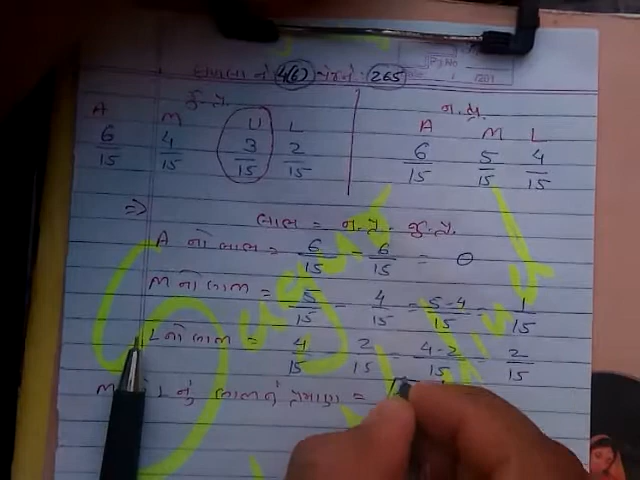 દાખલા નં 4(6) પેજ નં : 265
જુ. પ્ર. ન. પ્ર.
A M U L A M L
6/15 4/15 3/15 2/15 6/15 5/15 4/15
⇒ લાભ = ન. પ્ર. - જુ. પ્ર.
A નો લાભ = 6/15 - 6/15 = 0
M નો લાભ = 5/15 - 4/15 = 5-4/15 = 1/15
L નો લાભ = 4/15 - 2/15 = 4-2/15 = 2/15
M L નું લાભનું પ્રમાણ =